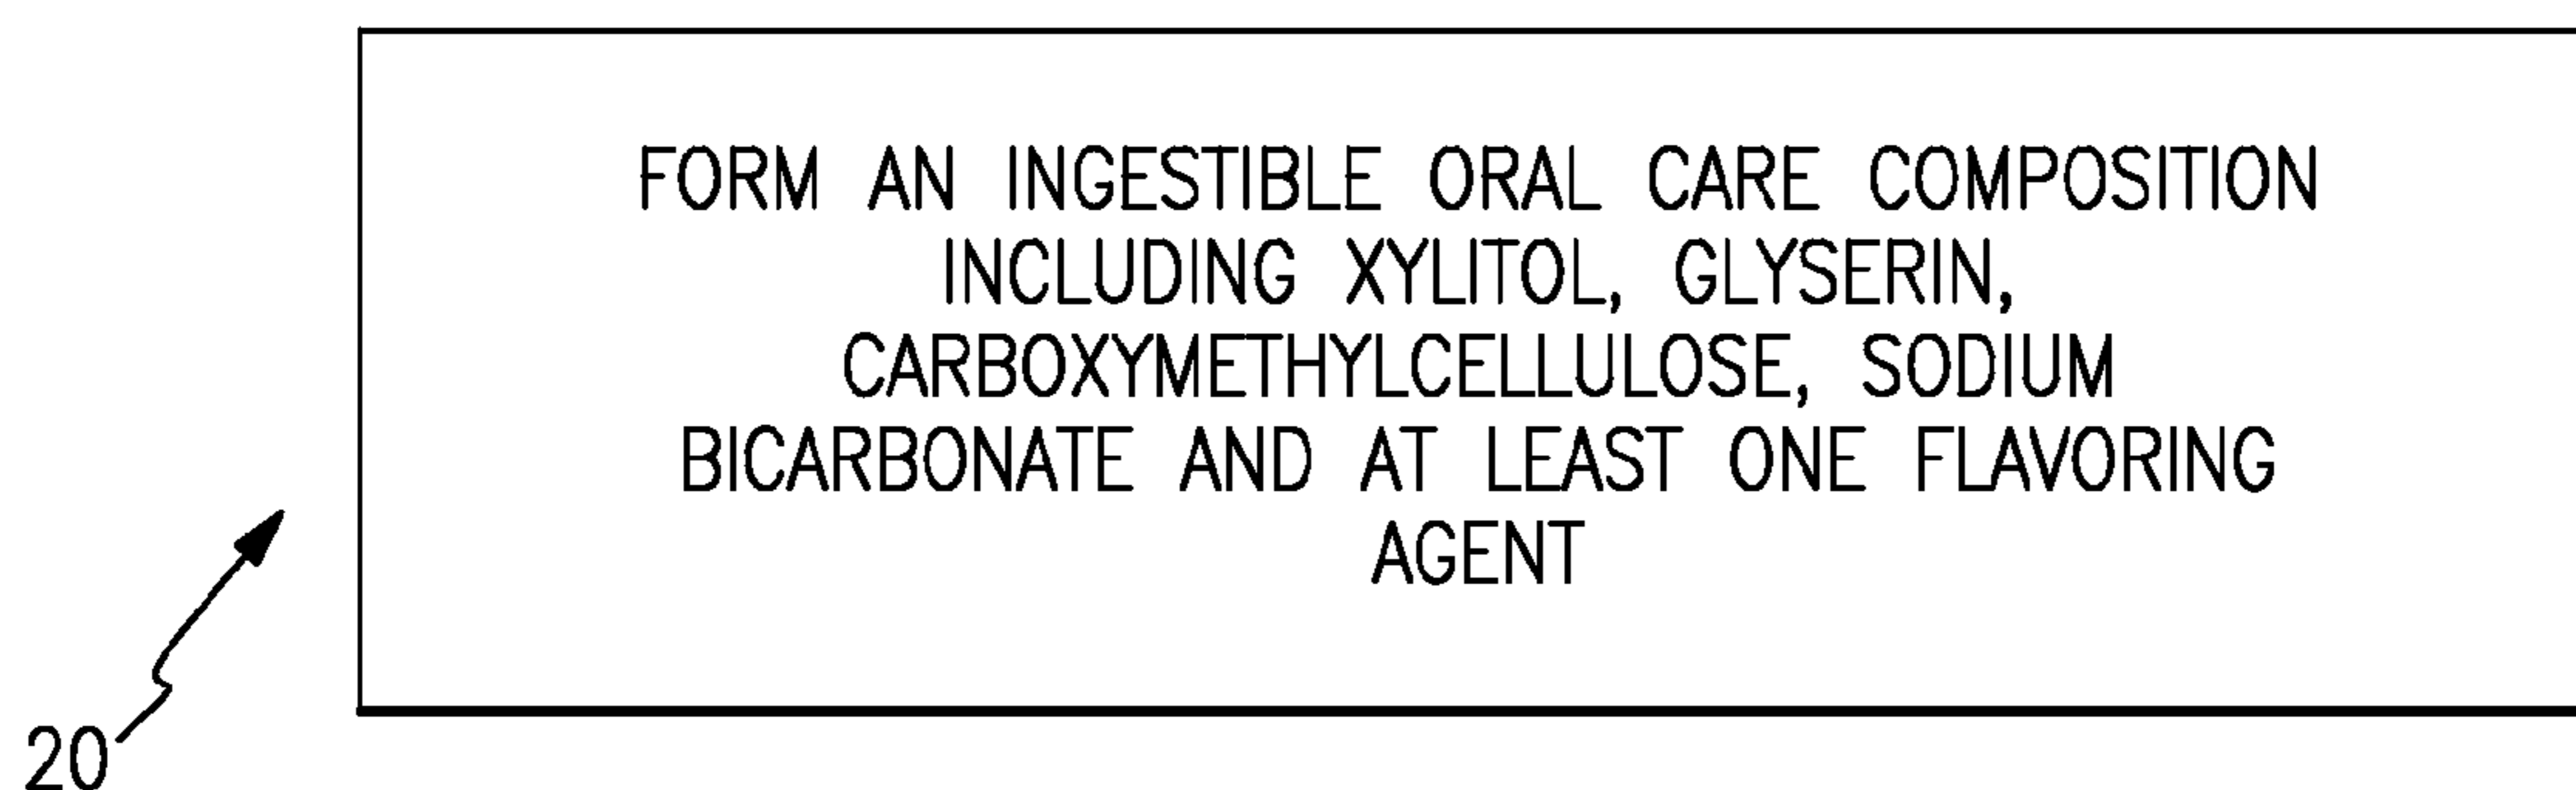 FORM AN INGESTIBLE ORAL CARE COMPOSITION
INCLUDING XYLITOL, GLYSERIN,
CARBOXYMETHYLCELLULOSE, SODIUM
BICARBONATE AND AT LEAST ONE FLAVORING
AGENT
20